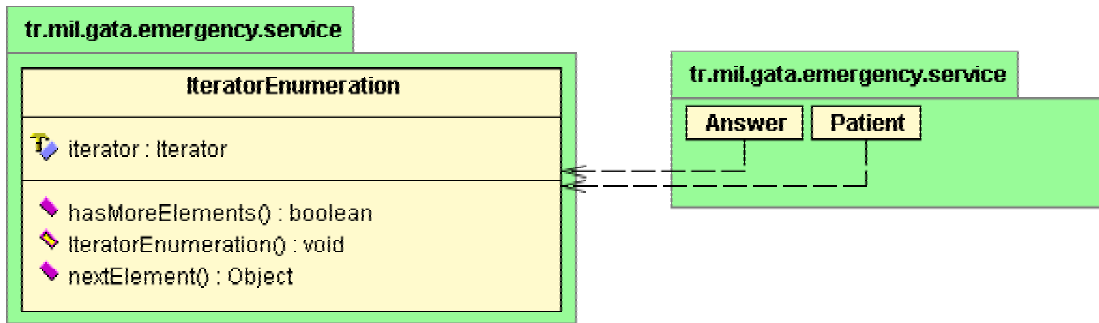 tr.mil.gata.emergency.service
IteratorEnumeration
iterator : Iterator
hasMoreElements() : boolean
IteratorEnumeration() : void
nextElement() : Object
tr.mil.gata.emergency.service
Answer Patient